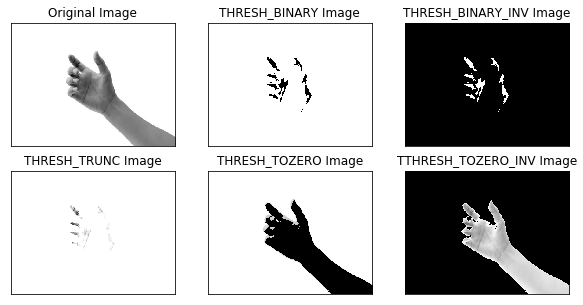 Original Image
THRESH_BINARY Image
THRESH_BINARY_INV Image
THRESH_TRUNC Image
THRESH_TOZERO Image
TTHRESH_TOZERO_INV Image